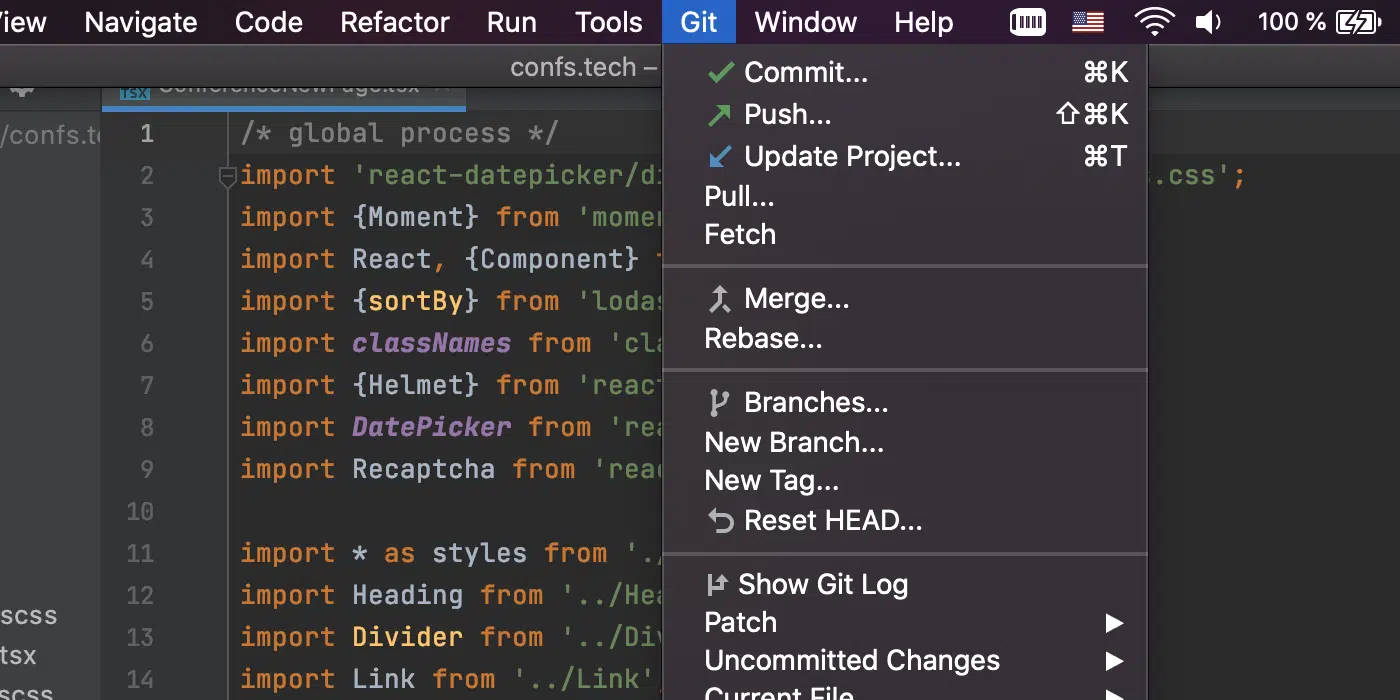 Navigate Code Refactor Run Tools Git Window Help 100 %
confs.tech –
TSX ConferenceNewPage.tsx
/confs.te
1 /* global process */
2 import 'react-datepicker/di .css';
3 import {Moment} from 'momen
4 import React, {Component}
5 import {sortBy} from 'lodas
6 import classNames from 'cla
7 import {Helmet} from 'react
8 import DatePicker from 'rea
9 import Recaptcha from 'reac
10
11 import * as styles from './
12 import Heading from '../Hea
13 import Divider from '../Div
14 import Link from '../Link'
scss
tsx
scss
Commit... ⌘K
Push... ⇧⌘K
Update Project... ⌘T
Pull...
Fetch
Merge...
Rebase...
Branches...
New Branch...
New Tag...
Reset HEAD...
Show Git Log
Patch
Uncommitted Changes
Current File